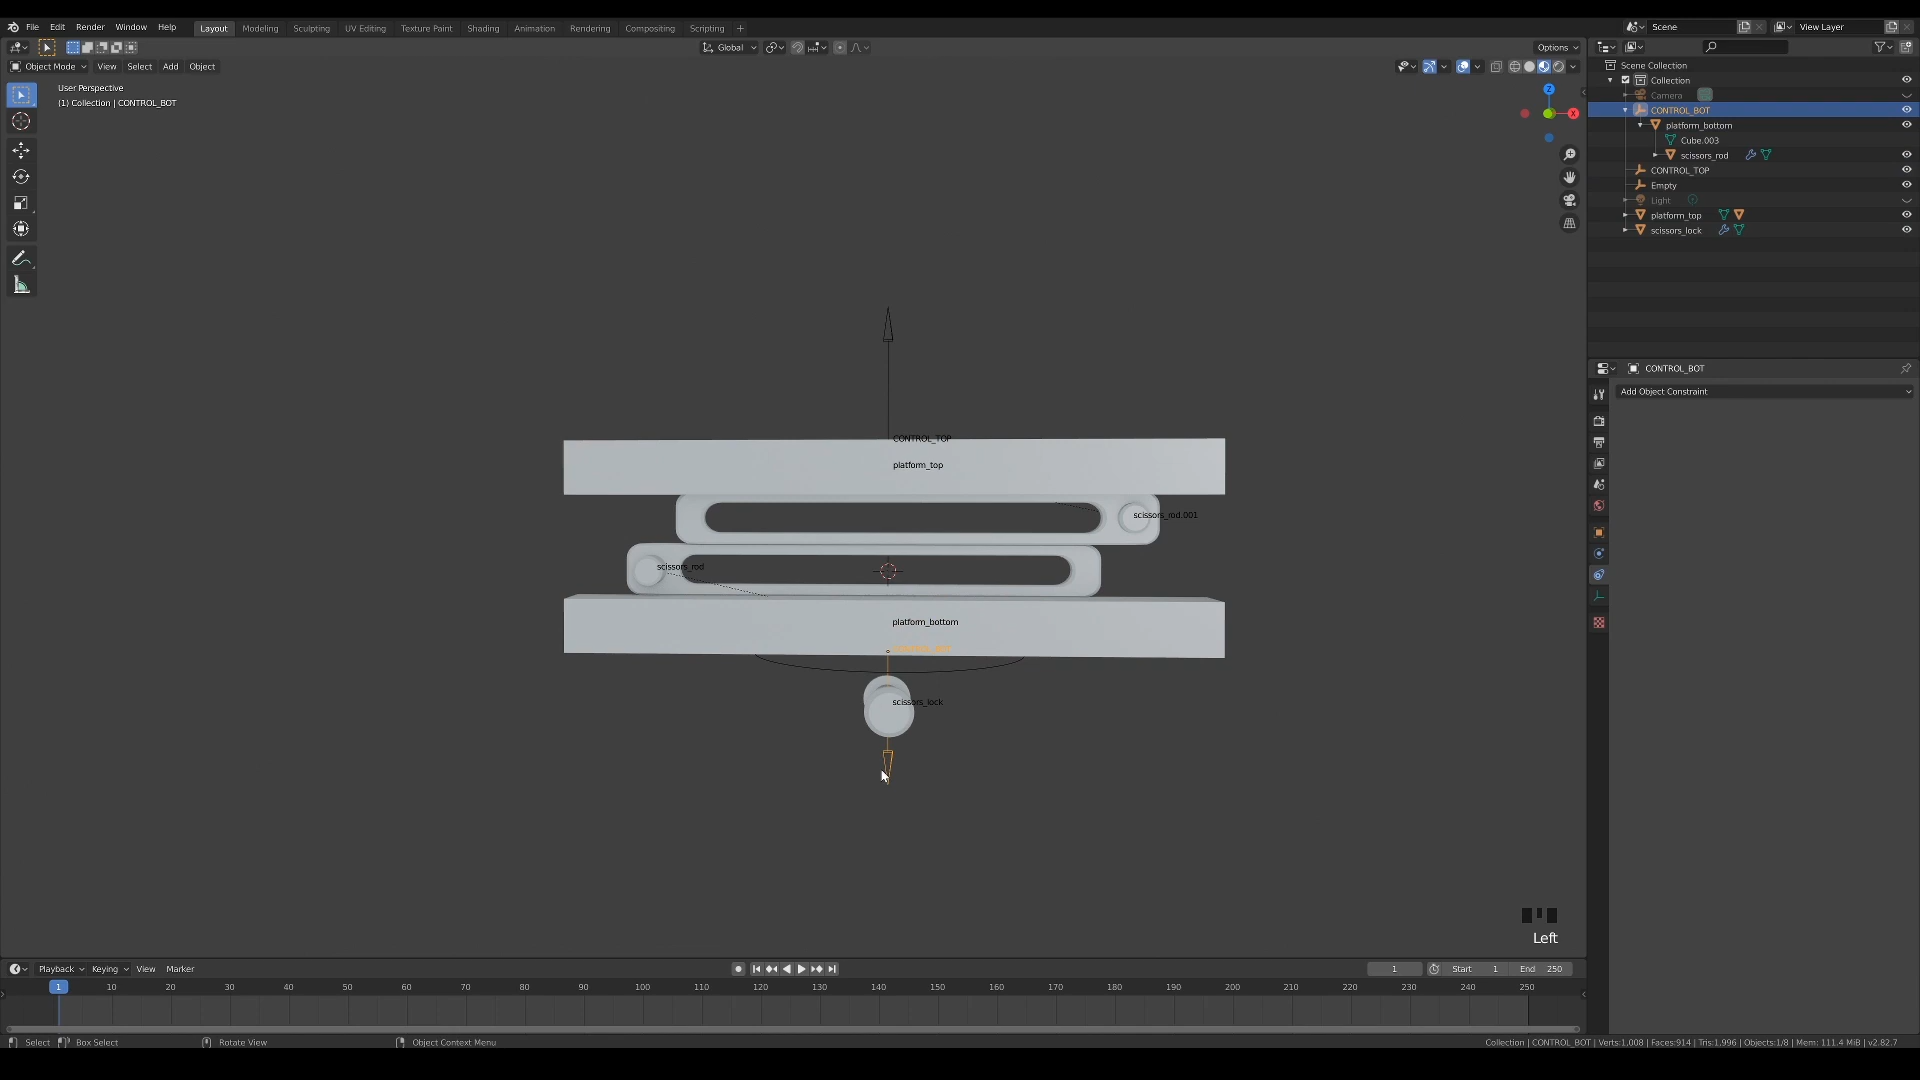 File Edit Render Window Help Layout Modeling Sculpting UV Editing Texture Paint Shading Animation Rendering Compositing Scripting + Scene View Layer
Global Options
Object Mode View Select Add Object
User Perspective
(1) Collection | CONTROL_BOT
Z
X
Scene Collection
Collection
Camera
CONTROL_BOT
platform_bottom
Cube.003
scissors_rod
CONTROL_TOP
Empty
Light
platform_top
scissors_lock
CONTROL_BOT
Add Object Constraint
CONTROL_TOP
platform_top
scissors_rod.001
scissors_rod
platform_bottom
scissors_lock
Left
Playback Keying View Marker 1 Start 1 End 250
1 10 20 30 40 50 60 70 80 90 100 110 120 130 140 150 160 170 180 190 200 210 220 230 240 250
Select Box Select Rotate View Object Context Menu Collection | CONTROL_BOT | Verts:1,008 | Faces:914 | Tris:1,996 | Objects:1/8 | Mem: 111.4 MiB | v2.82.7